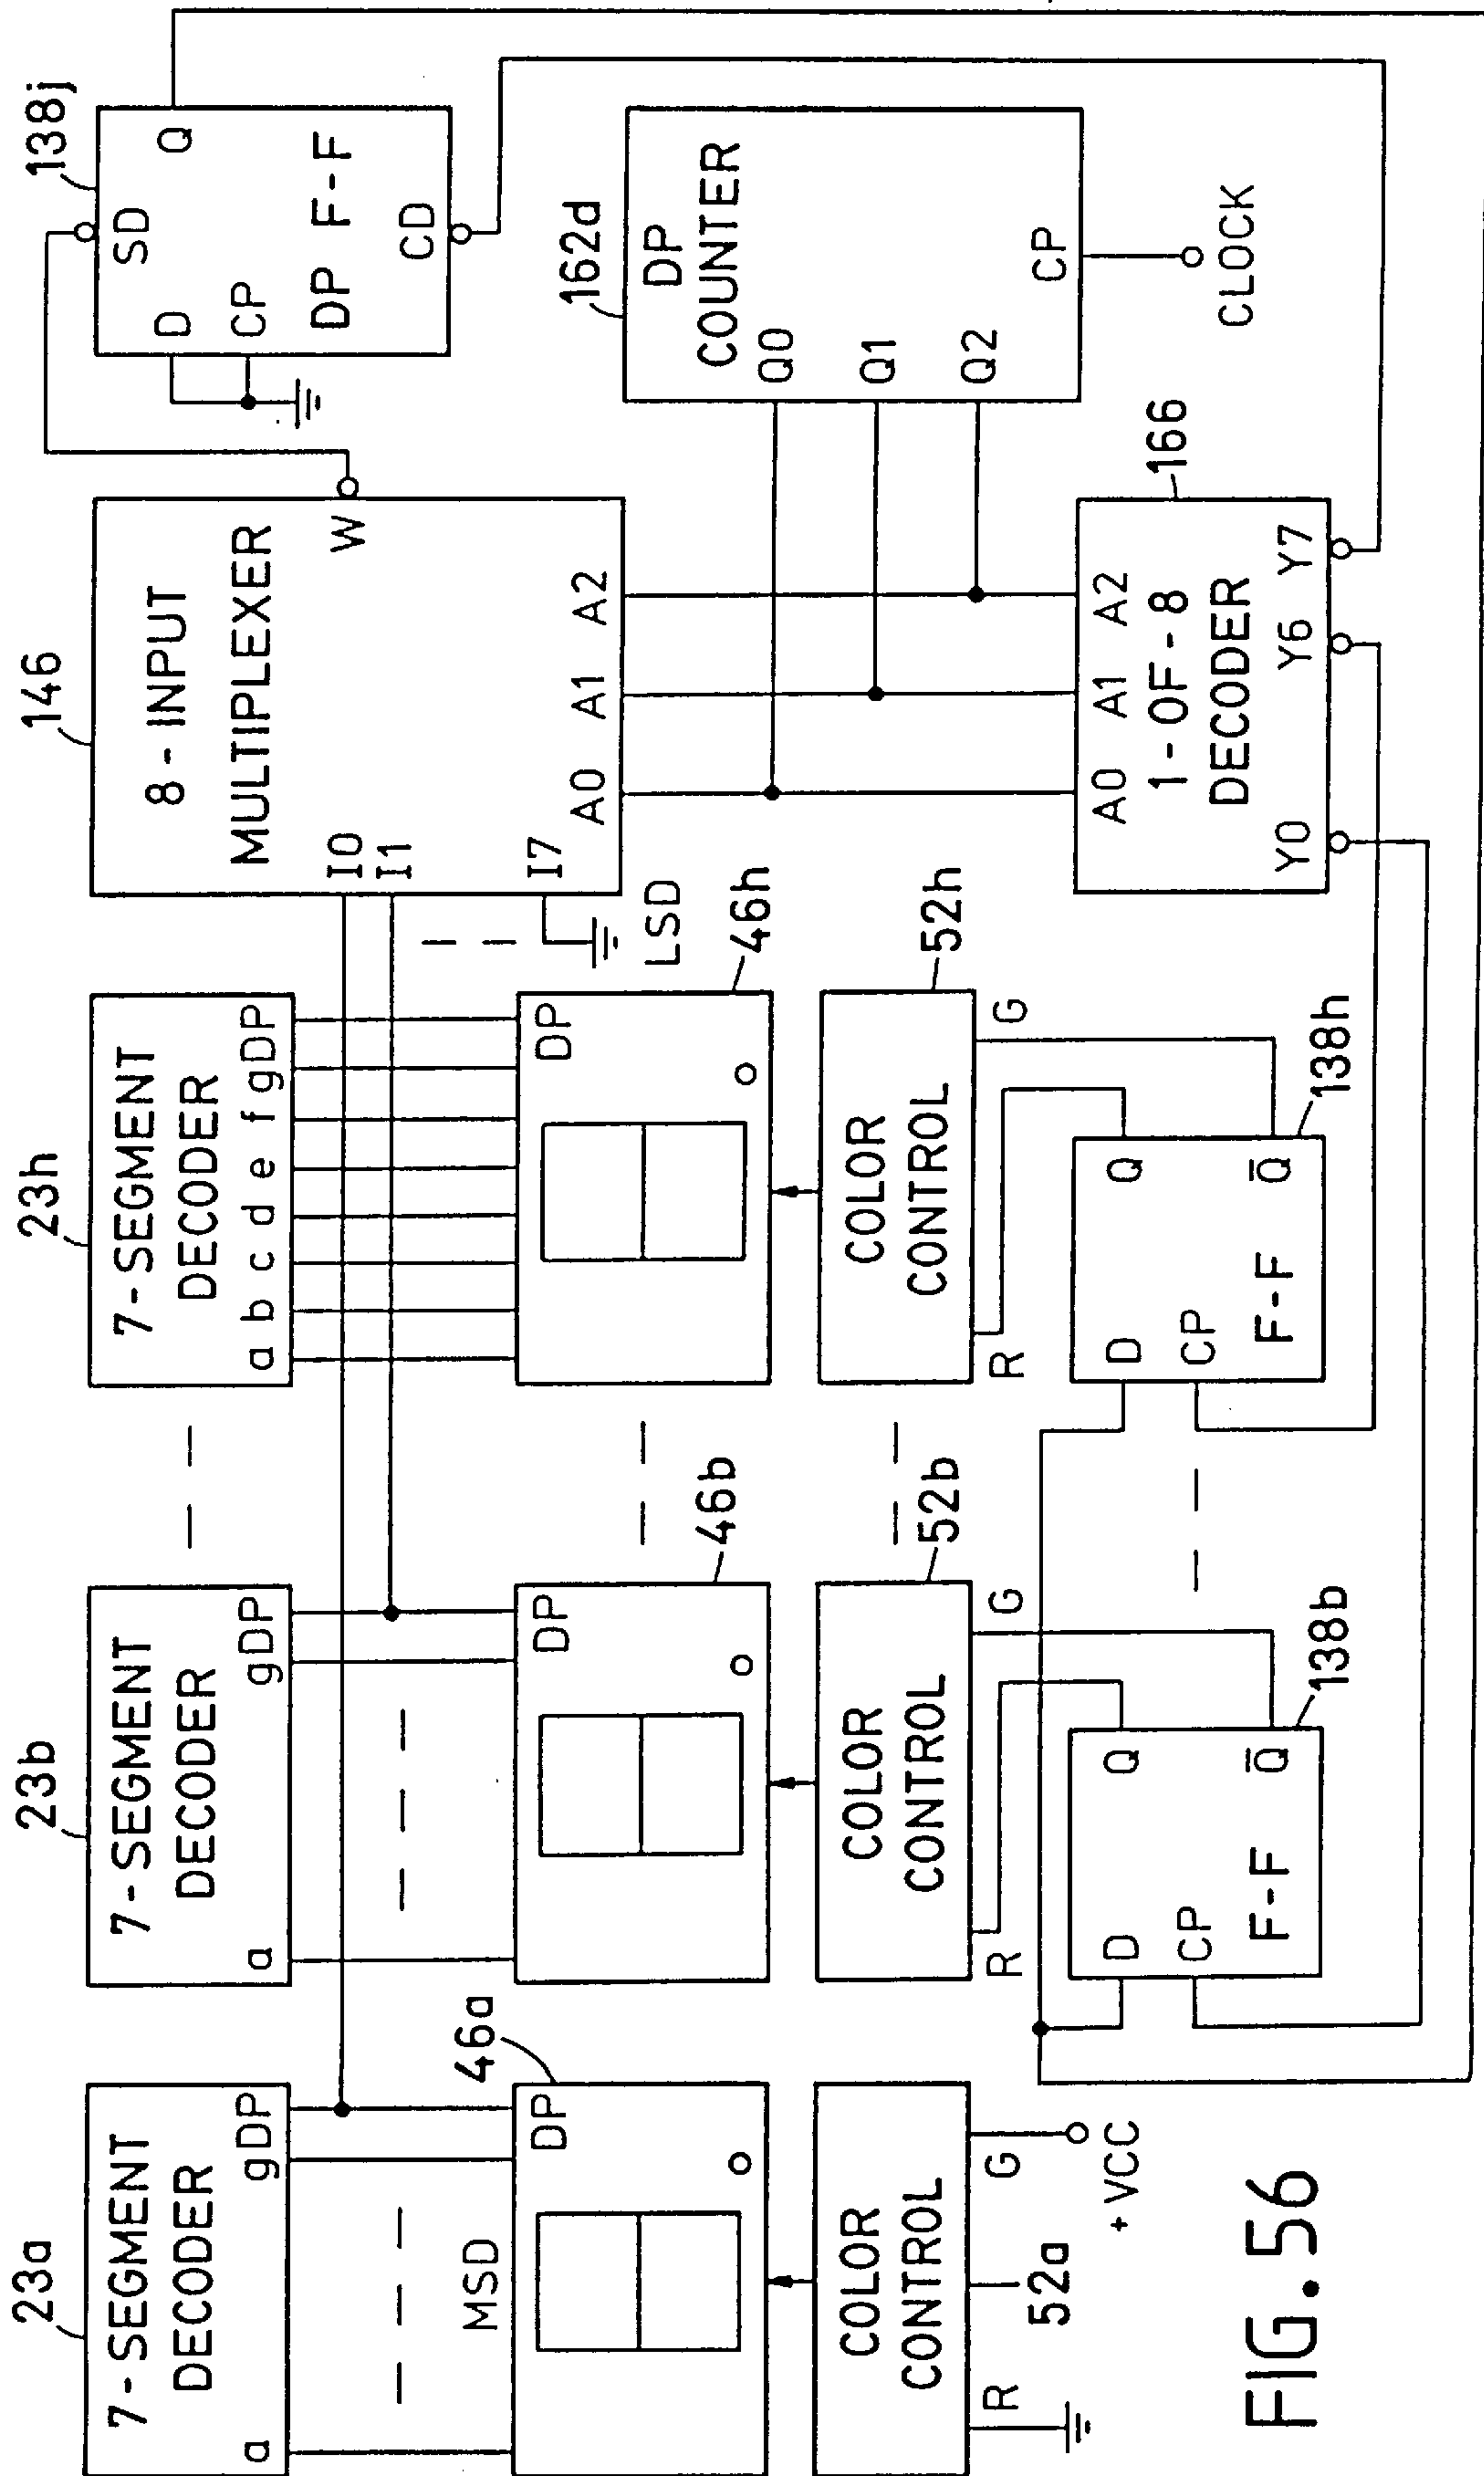 23a
7-SEGMENT
DECODER
a
gDP
23b
7-SEGMENT
DECODER
a
gDP
23h
7-SEGMENT
DECODER
a b c d e f gDP
146
8-INPUT
MULTIPLEXER
I0
I1
I7
W
A0 A1 A2
138j
SD
D
CP
Q
DP F-F
CD
MSD
46a
DP
46b
DP
LSD
46h
DP
162d
DP
COUNTER
Q0
Q1
Q2
CP
CLOCK
COLOR
CONTROL
R
52a
G
+VCC
52b
COLOR
CONTROL
R
G
52h
COLOR
CONTROL
R
G
166
A0 A1 A2
1-OF-8
DECODER
Y0 Y6 Y7
D
Q
CP
F-F
Q̅
138b
D
Q
CP
F-F
Q̅
138h
FIG. 56